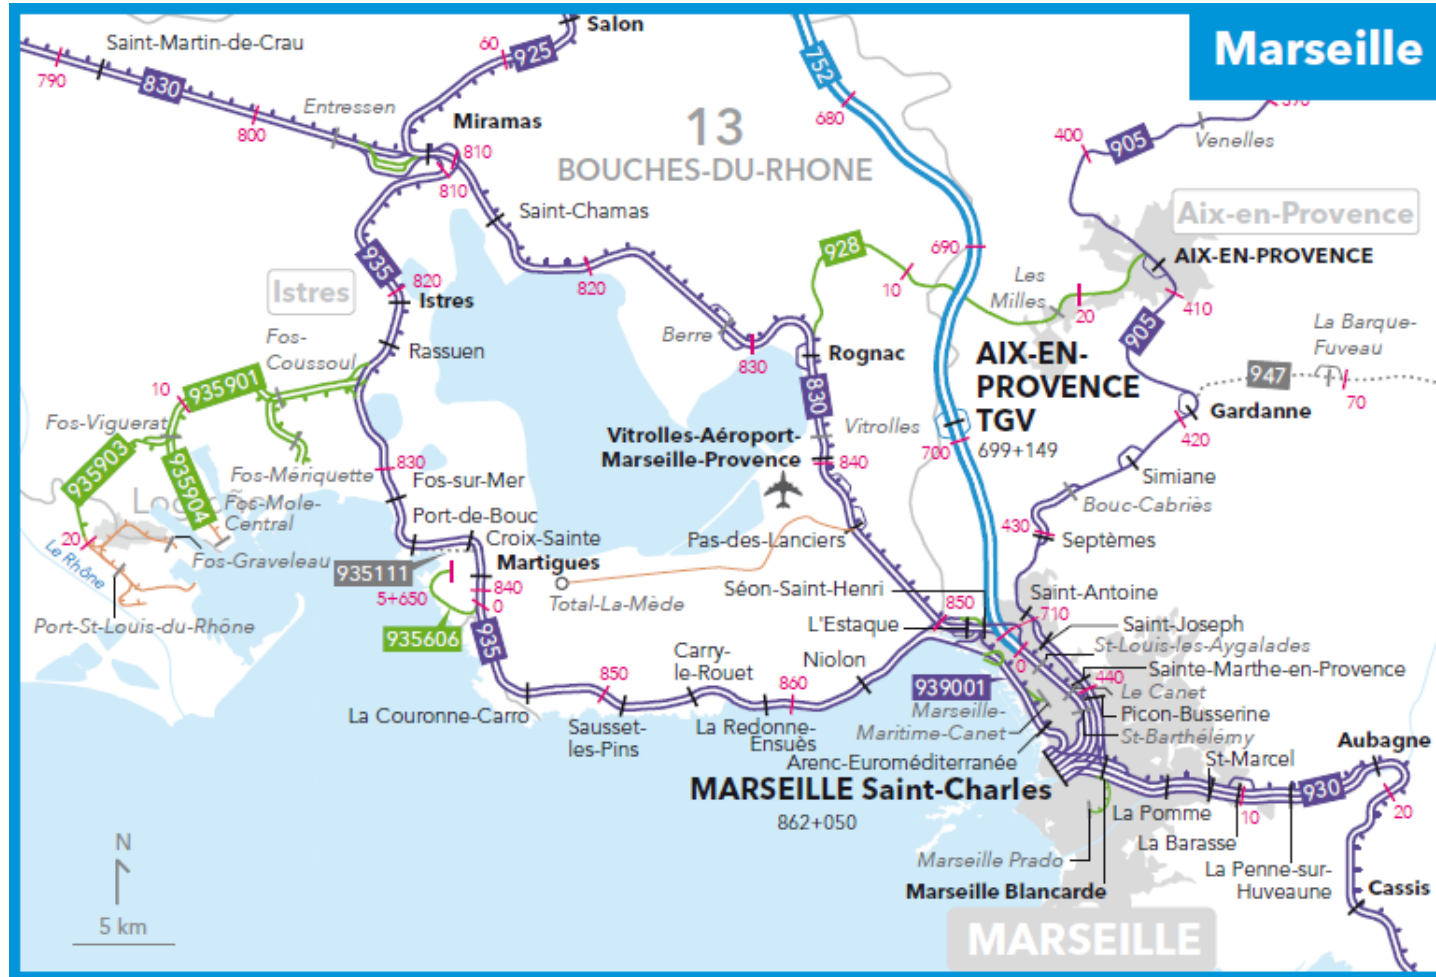 Marseille
Salon
Saint-Martin-de-Crau
60
925
752
790
830
Entressen
800
Miramas
810
810
680
13
BOUCHES-DU-RHONE
400
905
Venelles
Aix-en-Provence
Saint-Chamas
935
820
Istres
Istres
820
928
690
10
Les
Milles
20
AIX-EN-PROVENCE
410
905
La Barque-
Fuveau
Fos-
Coussoul
Rassuen
Berre
830
Rognac
830
AIX-EN-
PROVENCE
TGV
699+149
947
70
Gardanne
420
10
935901
Fos-Viguerat
935903
935904
Fos-Mériquette
Fos-Mole-
Central
830
Fos-sur-Mer
Vitrolles
Vitrolles-Aéroport-
Marseille-Provence
840
700
Simiane
Bouc-Cabriès
430
Septèmes
Port-de-Bouc
Croix-Sainte
Martigues
20
Le Rhône
Fos-Graveleau
935111
5+650
840
0
Port-St-Louis-du-Rhône
935606
935
Pas-des-Lanciers
Total-La-Mède
Séon-Saint-Henri
850
L'Estaque
Saint-Antoine
710
Saint-Joseph
St-Louis-les-Aygalades
0
Sainte-Marthe-en-Provence
440
Le Canet
Picon-Busserine
St-Barthélémy
939001
Marseille-
Maritime-Canet
Arenc-Euroméditerranée
Niolon
Carry-
le-Rouet
850
860
La Couronne-Carro
Sausset-
les-Pins
La Redonne-
Ensuès
MARSEILLE Saint-Charles
862+050
St-Marcel
Aubagne
930
La Pomme
10
20
La Barasse
Marseille Prado
La Penne-sur-
Huveaune
Marseille Blancarde
Cassis
MARSEILLE
N
5 km